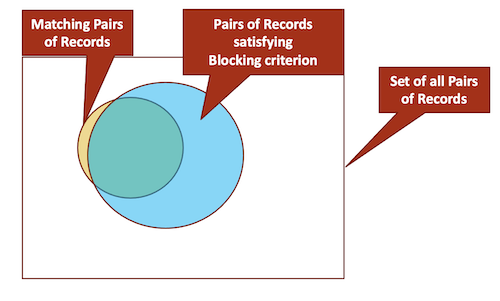 Matching Pairs
of Records
Pairs of Records
satisfying
Blocking criterion
Set of all Pairs
of Records